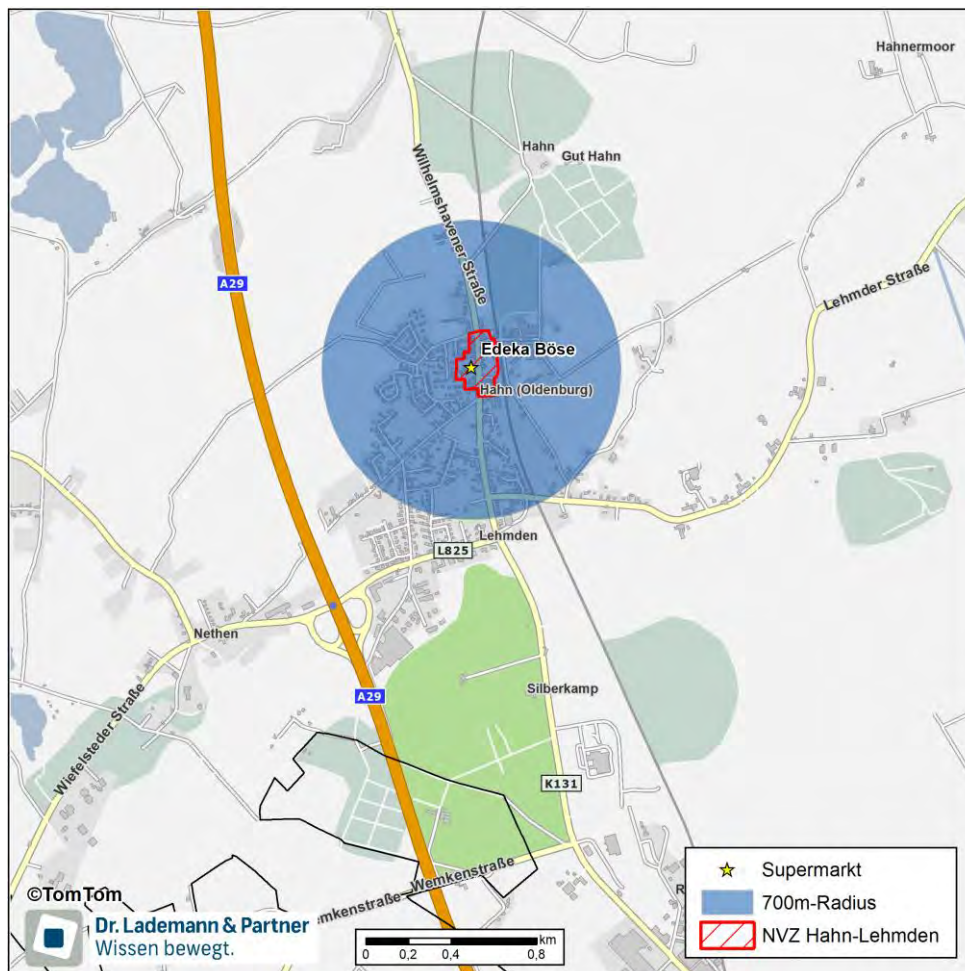 Hahnermoor
Hahn
Gut Hahn
Wilhelmshavener Straße
A29
Lehmder Straße
Edeka Böse
Hahn (Oldenburg)
Lehmden
L825
Nethen
A29
Silberkamp
Wiefelsteder Straße
K131
Wemkenstraße
R
©TomTom
Dr. Lademann & Partner
Wissen bewegt.
km
0 0,2 0,4 0,8
Supermarkt
700m-Radius
NVZ Hahn-Lehmden